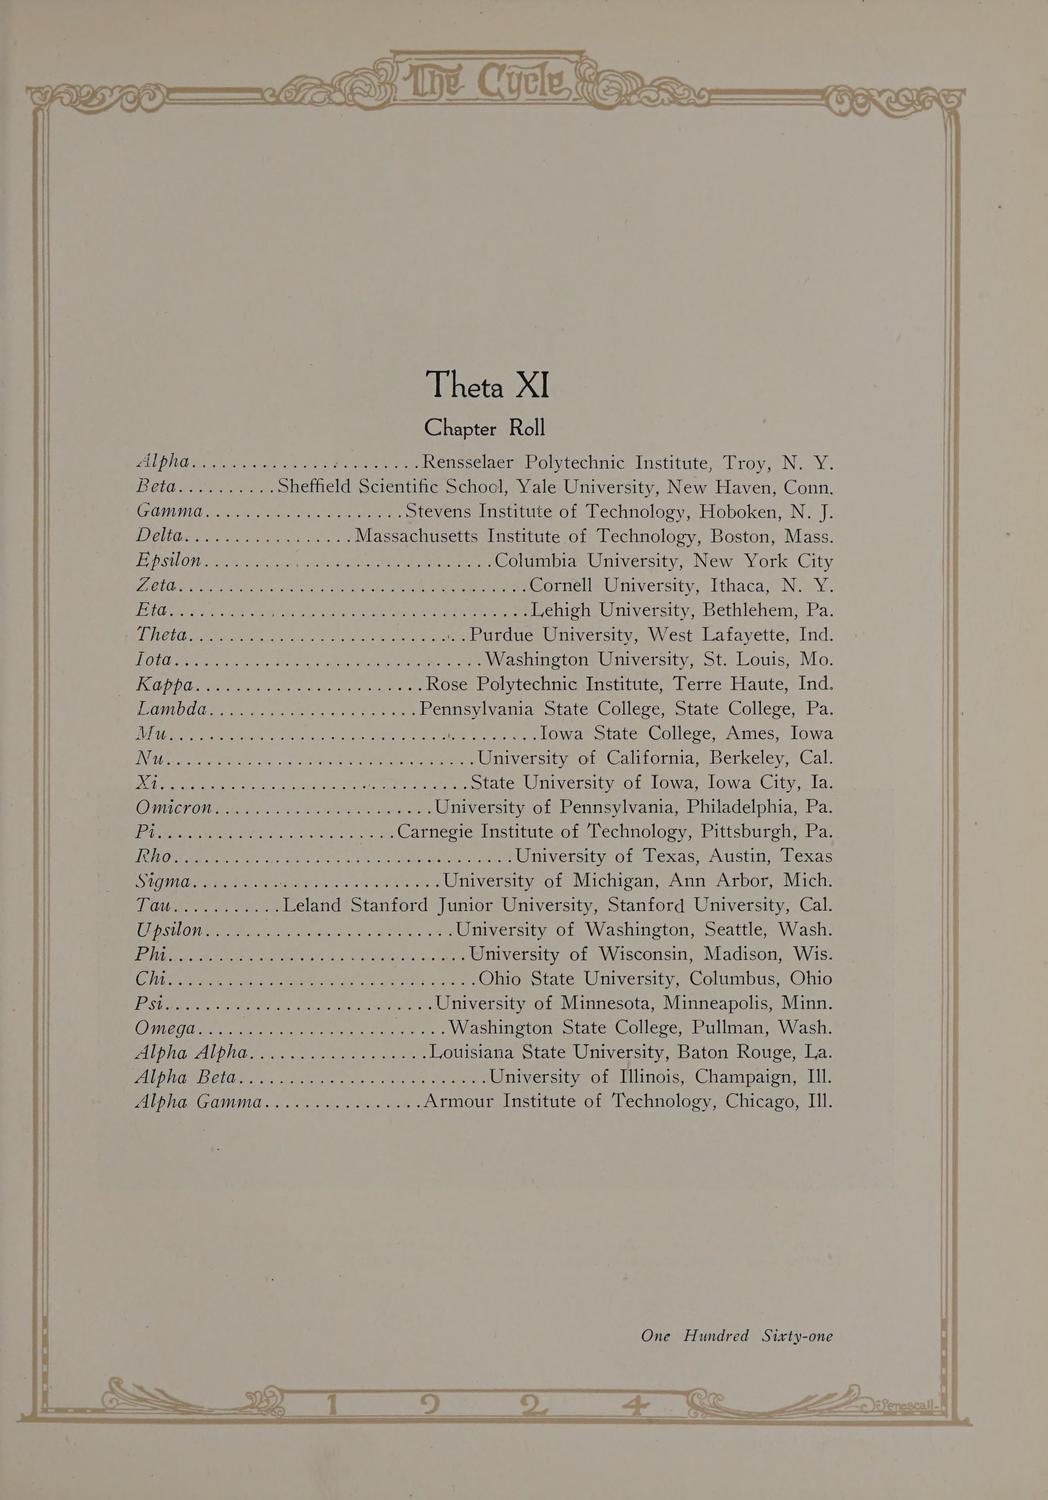 The Cycle
Theta XI
Chapter Roll
Alpha........................Rensselaer Polytechnic Institute, Troy, N. Y.
Beta..........Sheffield Scientific School, Yale University, New Haven, Conn.
Gamma....................Stevens Institute of Technology, Hoboken, N. J.
Delta.................Massachusetts Institute of Technology, Boston, Mass.
Epsilon................................Columbia University, New York City
Zeta.....................................Cornell University, Ithaca, N. Y.
Eta......................................Lehigh University, Bethlehem, Pa.
Theta..............................Purdue University, West Lafayette, Ind.
Iota.................................Washington University, St. Louis, Mo.
Kappa........................Rose Polytechnic Institute, Terre Haute, Ind.
Lambda.....................Pennsylvania State College, State College, Pa.
Mu.......................................Iowa State College, Ames, Iowa
Nu................................University of California, Berkeley, Cal.
Xi................................State University of Iowa, Iowa City, Ia.
Omicron......................University of Pennsylvania, Philadelphia, Pa.
Pi........................Carnegie Institute of Technology, Pittsburgh, Pa.
Rho....................................University of Texas, Austin, Texas
Sigma..........................University of Michigan, Ann Arbor, Mich.
Tau...........Leland Stanford Junior University, Stanford University, Cal.
Upsilon..........................University of Washington, Seattle, Wash.
Phi...............................University of Wisconsin, Madison, Wis.
Chi................................Ohio State University, Columbus, Ohio
Psi............................University of Minnesota, Minneapolis, Minn.
Omega.........................Washington State College, Pullman, Wash.
Alpha Alpha..................Louisiana State University, Baton Rouge, La.
Alpha Beta.........................University of Illinois, Champaign, Ill.
Alpha Gamma................Armour Institute of Technology, Chicago, Ill.
One Hundred Sixty-one
1 9 2 4